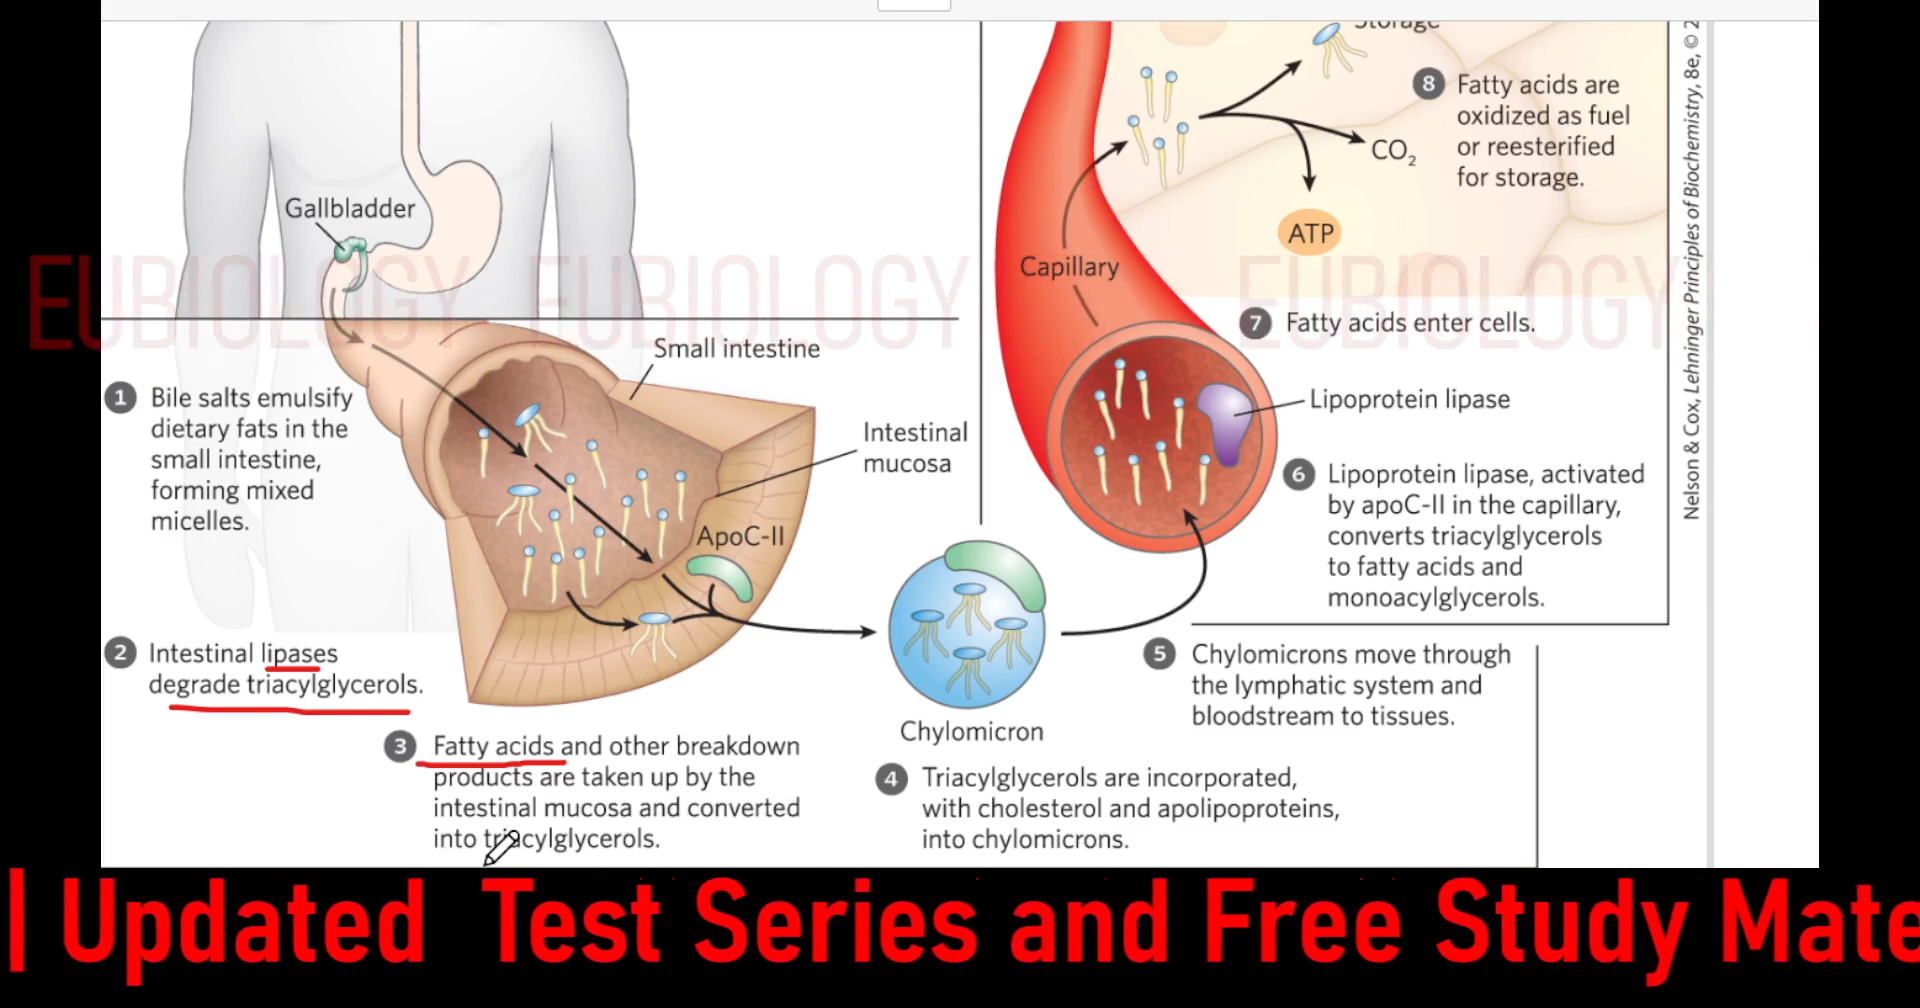 Storage
8 Fatty acids are
oxidized as fuel
or reesterified
for storage.
CO2
ATP
Gallbladder
Capillary
EUBIOLOGY EUBIOLOGY EUBIOLOGY
7 Fatty acids enter cells.
Small intestine
Lipoprotein lipase
1 Bile salts emulsify
dietary fats in the
small intestine,
forming mixed
micelles.
Intestinal
mucosa
ApoC-II
6 Lipoprotein lipase, activated
by apoC-II in the capillary,
converts triacylglycerols
to fatty acids and
monoacylglycerols.
2 Intestinal lipases
degrade triacylglycerols.
3 Fatty acids and other breakdown
products are taken up by the
intestinal mucosa and converted
into triacylglycerols.
Chylomicron
4 Triacylglycerols are incorporated,
with cholesterol and apolipoproteins,
into chylomicrons.
5 Chylomicrons move through
the lymphatic system and
bloodstream to tissues.
Nelson & Cox, Lehninger Principles of Biochemistry, 8e, © 2
| Updated Test Series and Free Study Mate